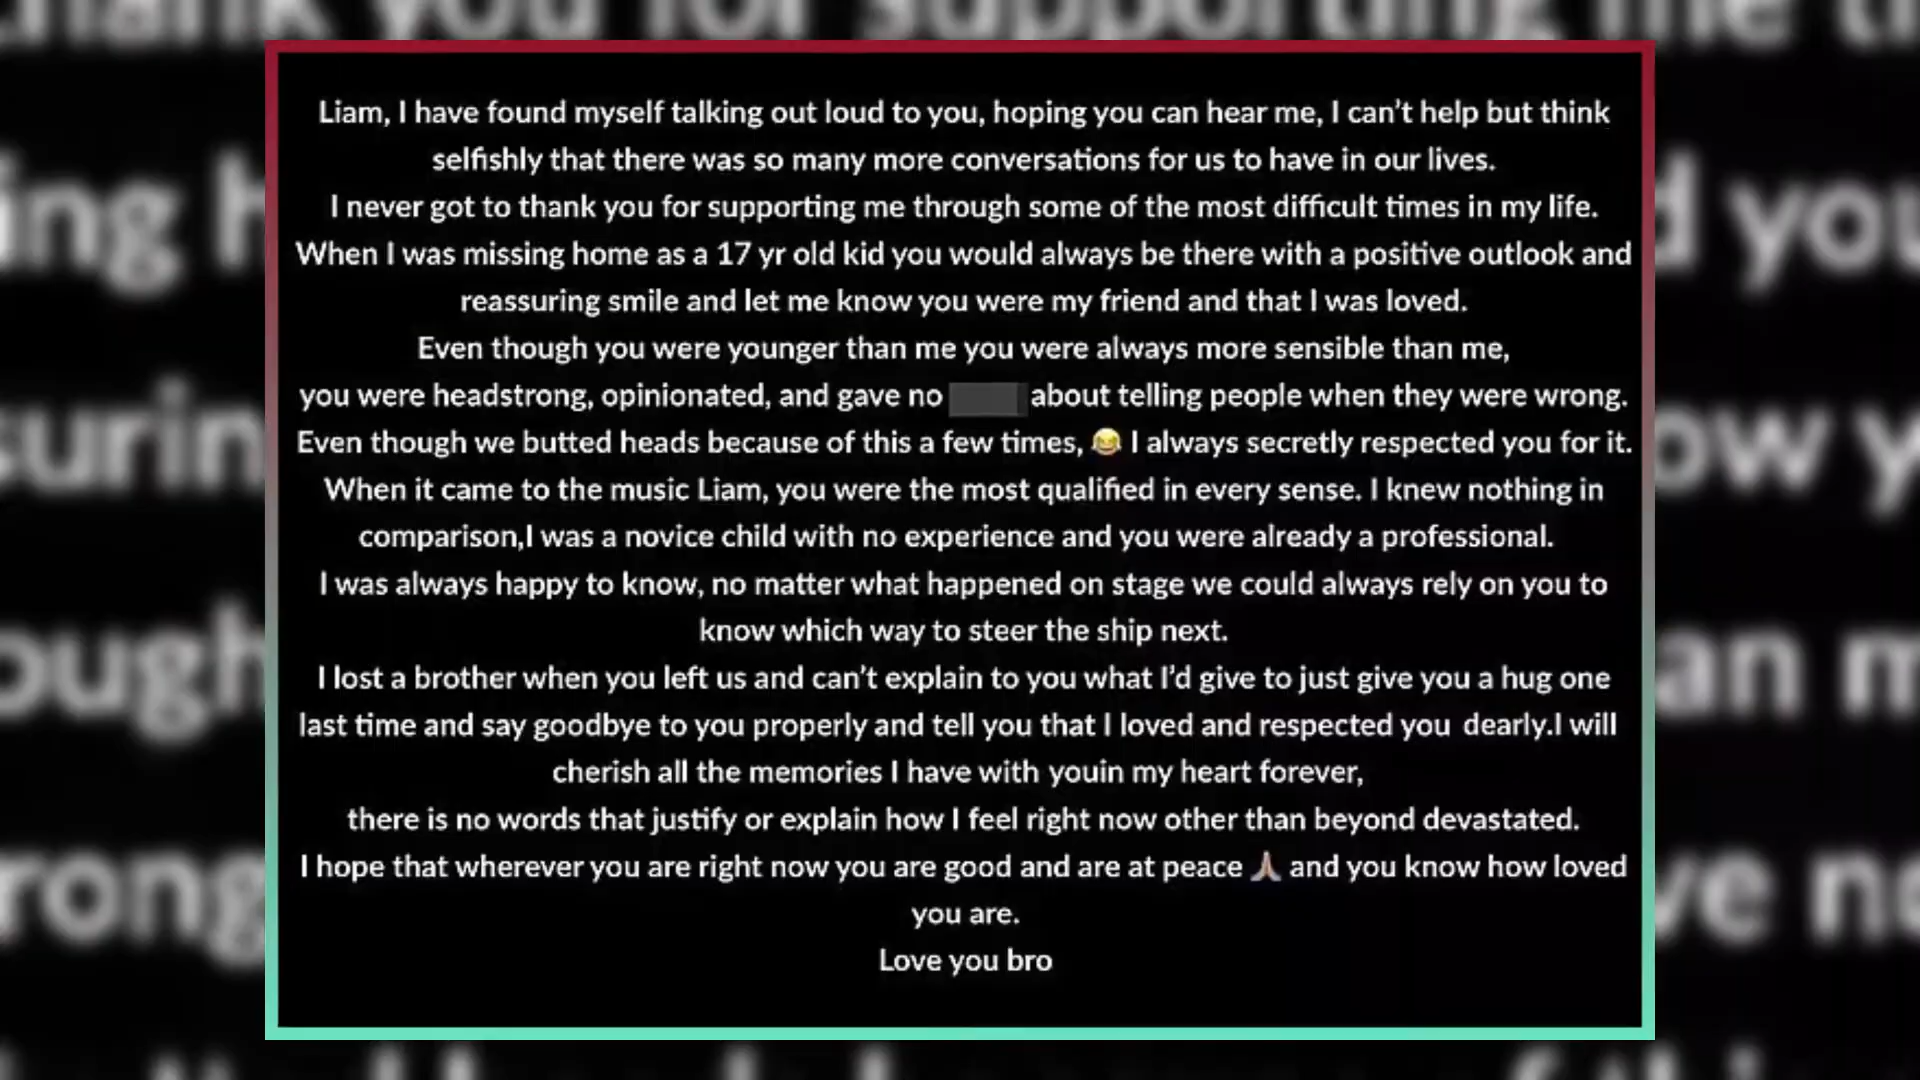 Liam, I have found myself talking out loud to you, hoping you can hear me, I can't help but think
selfishly that there was so many more conversations for us to have in our lives.
I never got to thank you for supporting me through some of the most difficult times in my life.
When I was missing home as a 17 yr old kid you would always be there with a positive outlook and
reassuring smile and let me know you were my friend and that I was loved.
Even though you were younger than me you were always more sensible than me,
you were headstrong, opinionated, and gave no about telling people when they were wrong.
Even though we butted heads because of this a few times, 😂 I always secretly respected you for it.
When it came to the music Liam, you were the most qualified in every sense. I knew nothing in
comparison,I was a novice child with no experience and you were already a professional.
I was always happy to know, no matter what happened on stage we could always rely on you to
know which way to steer the ship next.
I lost a brother when you left us and can't explain to you what I'd give to just give you a hug one
last time and say goodbye to you properly and tell you that I loved and respected you dearly.I will
cherish all the memories I have with youin my heart forever,
there is no words that justify or explain how I feel right now other than beyond devastated.
I hope that wherever you are right now you are good and are at peace 🙏🏼 and you know how loved
you are.
Love you bro